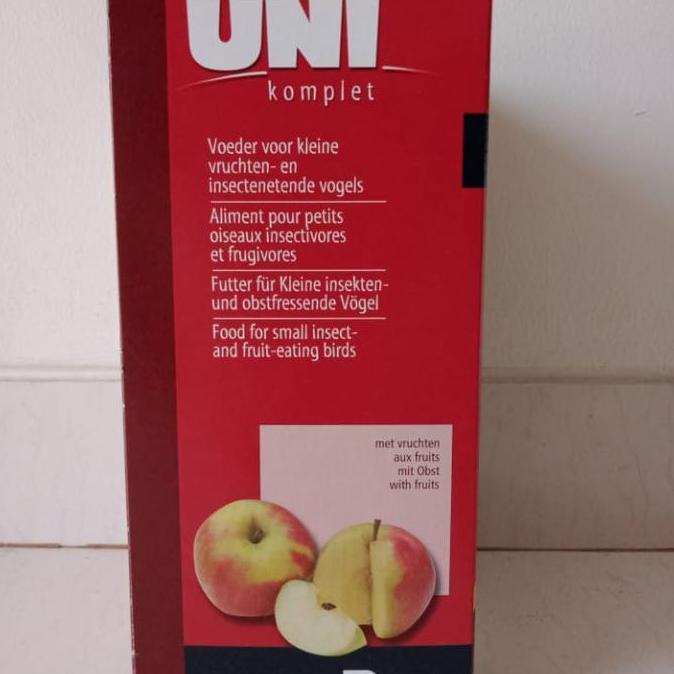 UNI
komplet
Voeder voor kleine
vruchten- en
insectenetende vogels
Aliment pour petits
oiseaux insectivores
et frugivores
Futter für Kleine insekten-
und obstfressende Vögel
Food for small insect-
and fruit-eating birds
met vruchten
aux fruits
mit Obst
with fruits